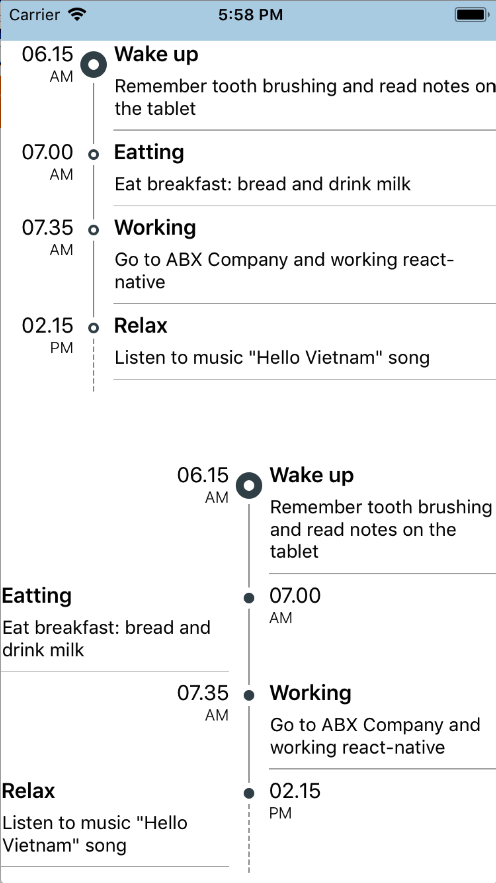 Carrier 5:58 PM
06.15 Wake up
AM
Remember tooth brushing and read notes on
the tablet
07.00 Eatting
AM
Eat breakfast: bread and drink milk
07.35 Working
AM
Go to ABX Company and working react-
native
02.15 Relax
PM
Listen to music "Hello Vietnam" song
06.15 Wake up
AM
Remember tooth brushing
and read notes on the
tablet
Eatting 07.00
AM
Eat breakfast: bread and
drink milk
07.35 Working
AM
Go to ABX Company and
working react-native
Relax 02.15
PM
Listen to music "Hello
Vietnam" song